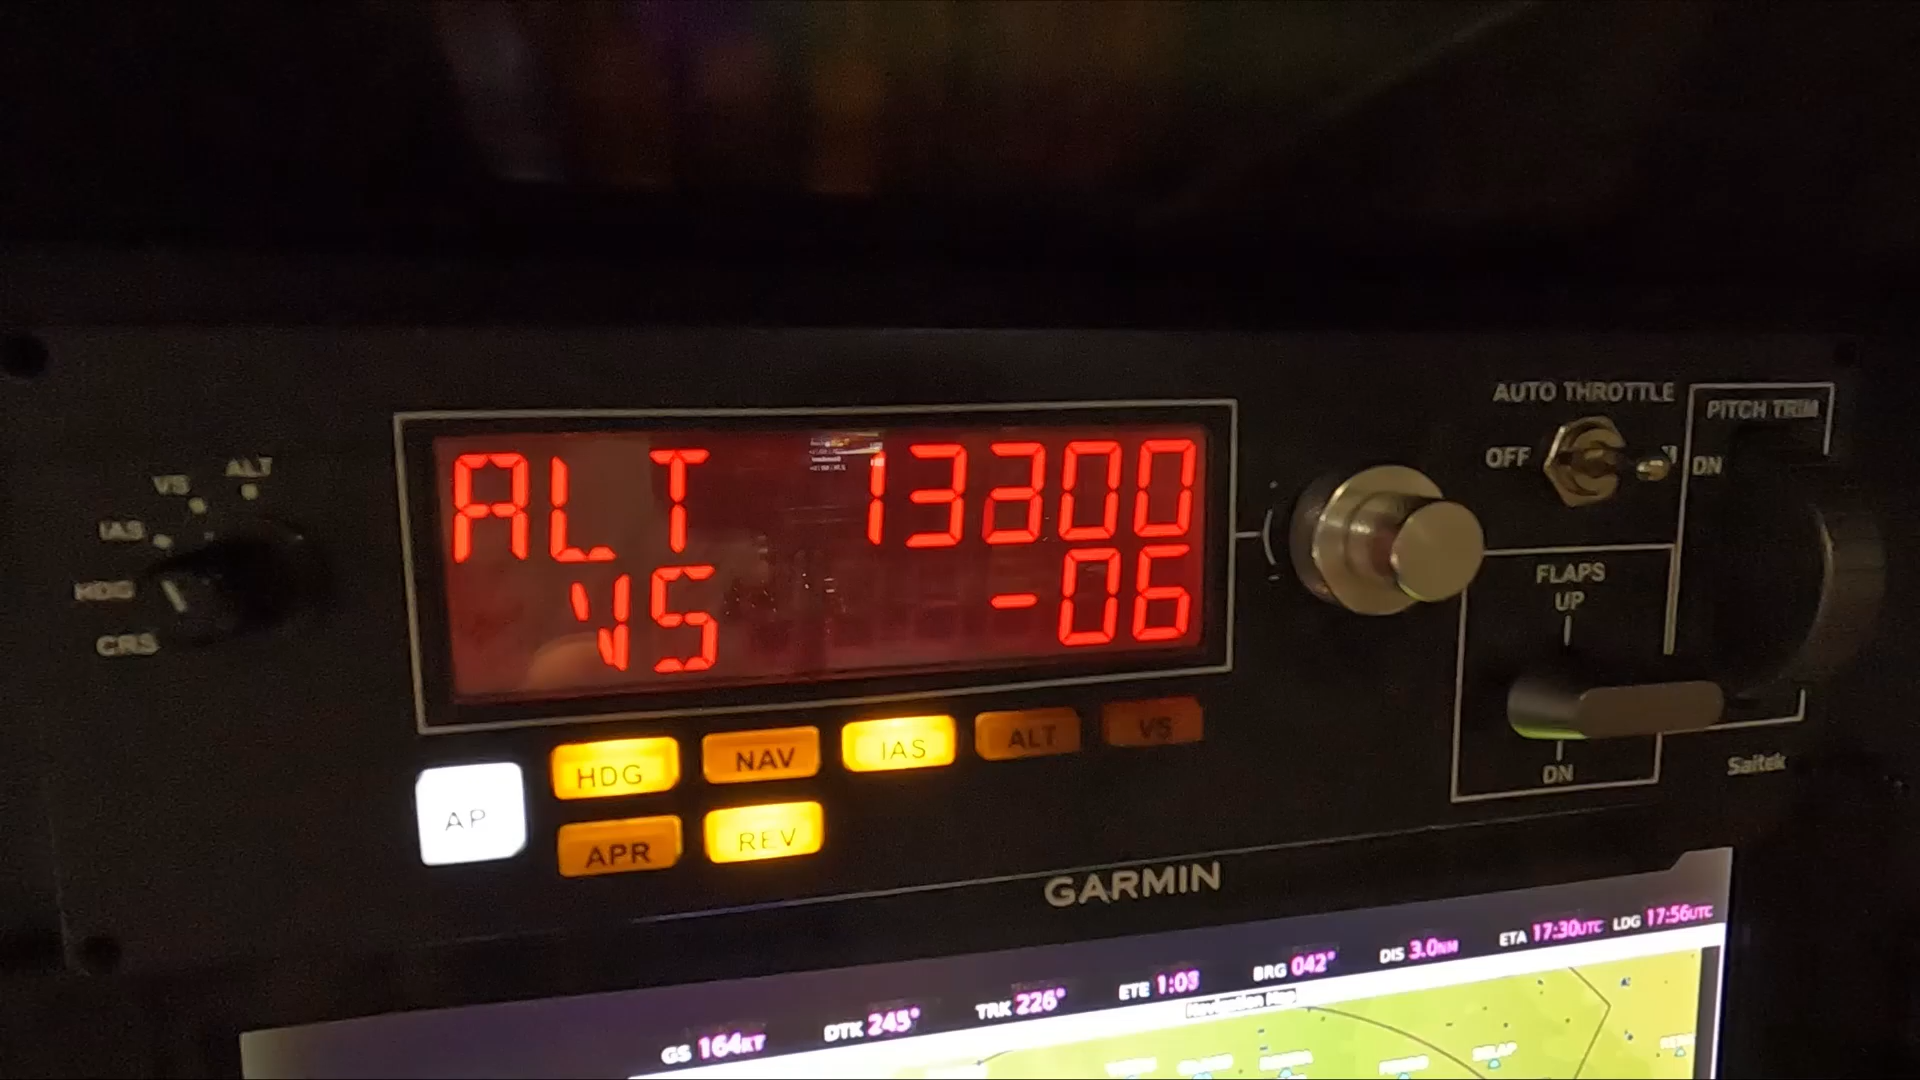 AUTO THROTTLE
PITCH TRIM
OFF
DN
ALT
VS
IAS
HDG
CRS
ALT 13300
VS -06
FLAPS
UP
DN
Saitek
AP
HDG
NAV
IAS
ALT
VS
APR
REV
GARMIN
GS 164KT DTK 245° TRK 226° ETE 1:03 BRG 042° DIS 3.0NM ETA 17:30UTC LDG 17:56UTC
Navigation Map